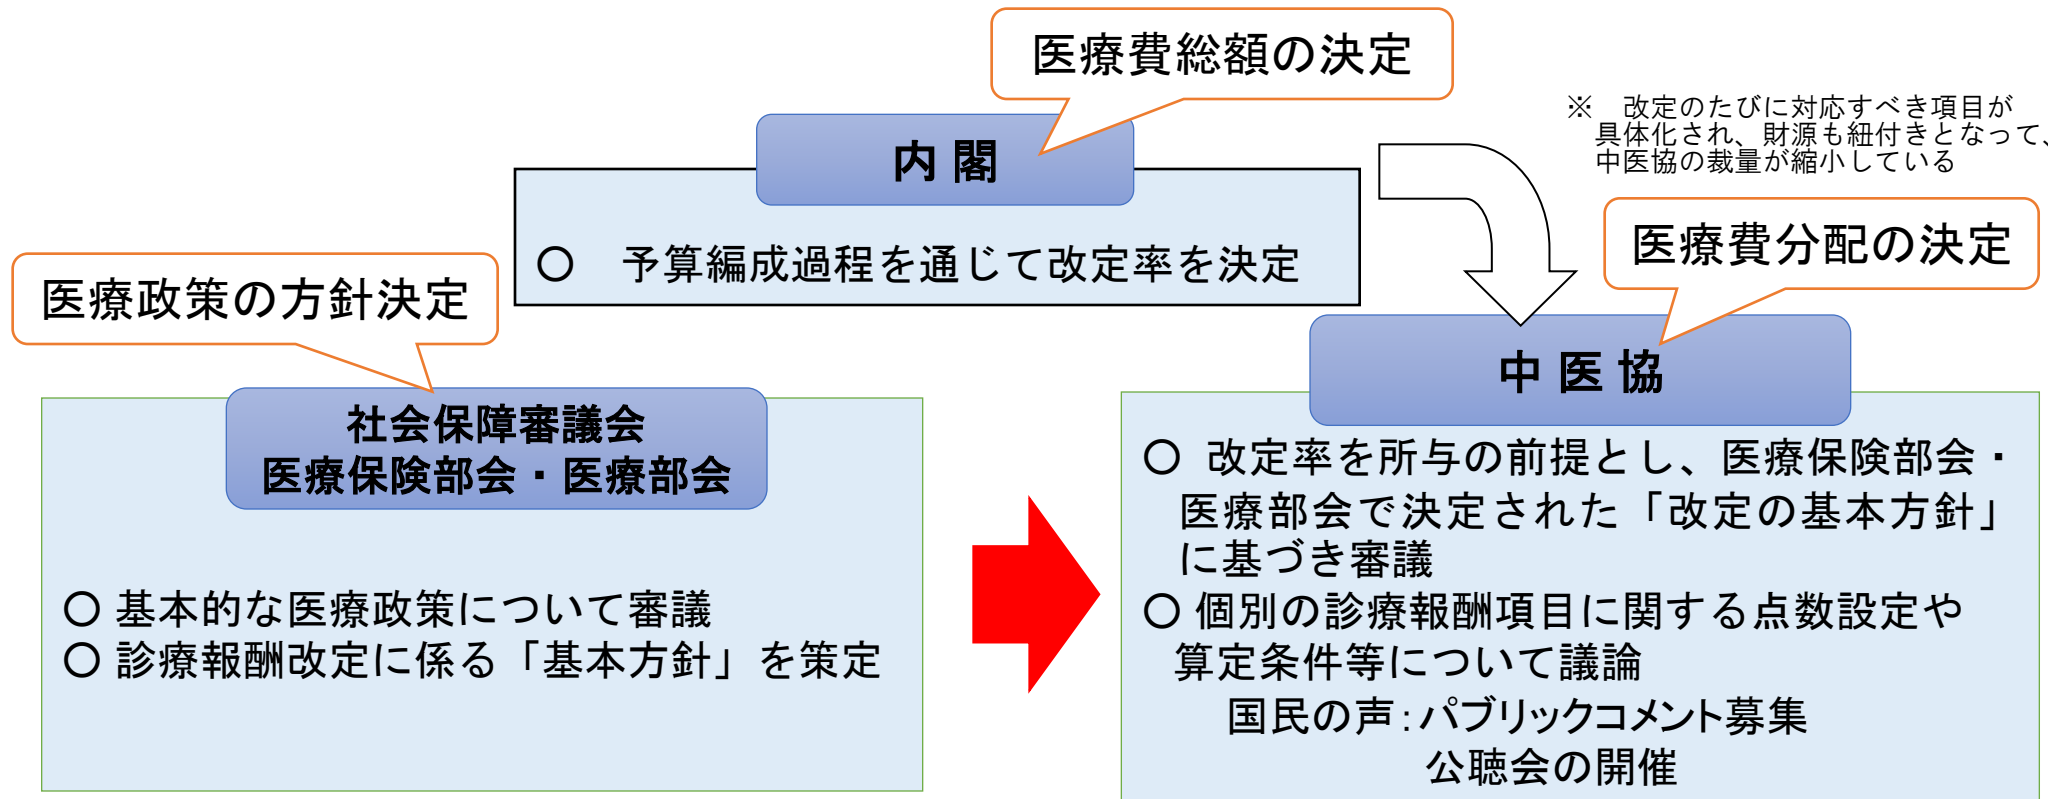 医療費総額の決定
内 閣
○　予算編成過程を通じて改定率を決定
※　改定のたびに対応すべき項目が
具体化され、財源も紐付きとなって、
中医協の裁量が縮小している
医療政策の方針決定
社会保障審議会
医療保険部会・医療部会
○ 基本的な医療政策について審議
○ 診療報酬改定に係る「基本方針」を策定
医療費分配の決定
中 医 協
○ 改定率を所与の前提とし、医療保険部会・
医療部会で決定された「改定の基本方針」
に基づき審議
○ 個別の診療報酬項目に関する点数設定や
算定条件等について議論
国民の声：パブリックコメント募集
公聴会の開催